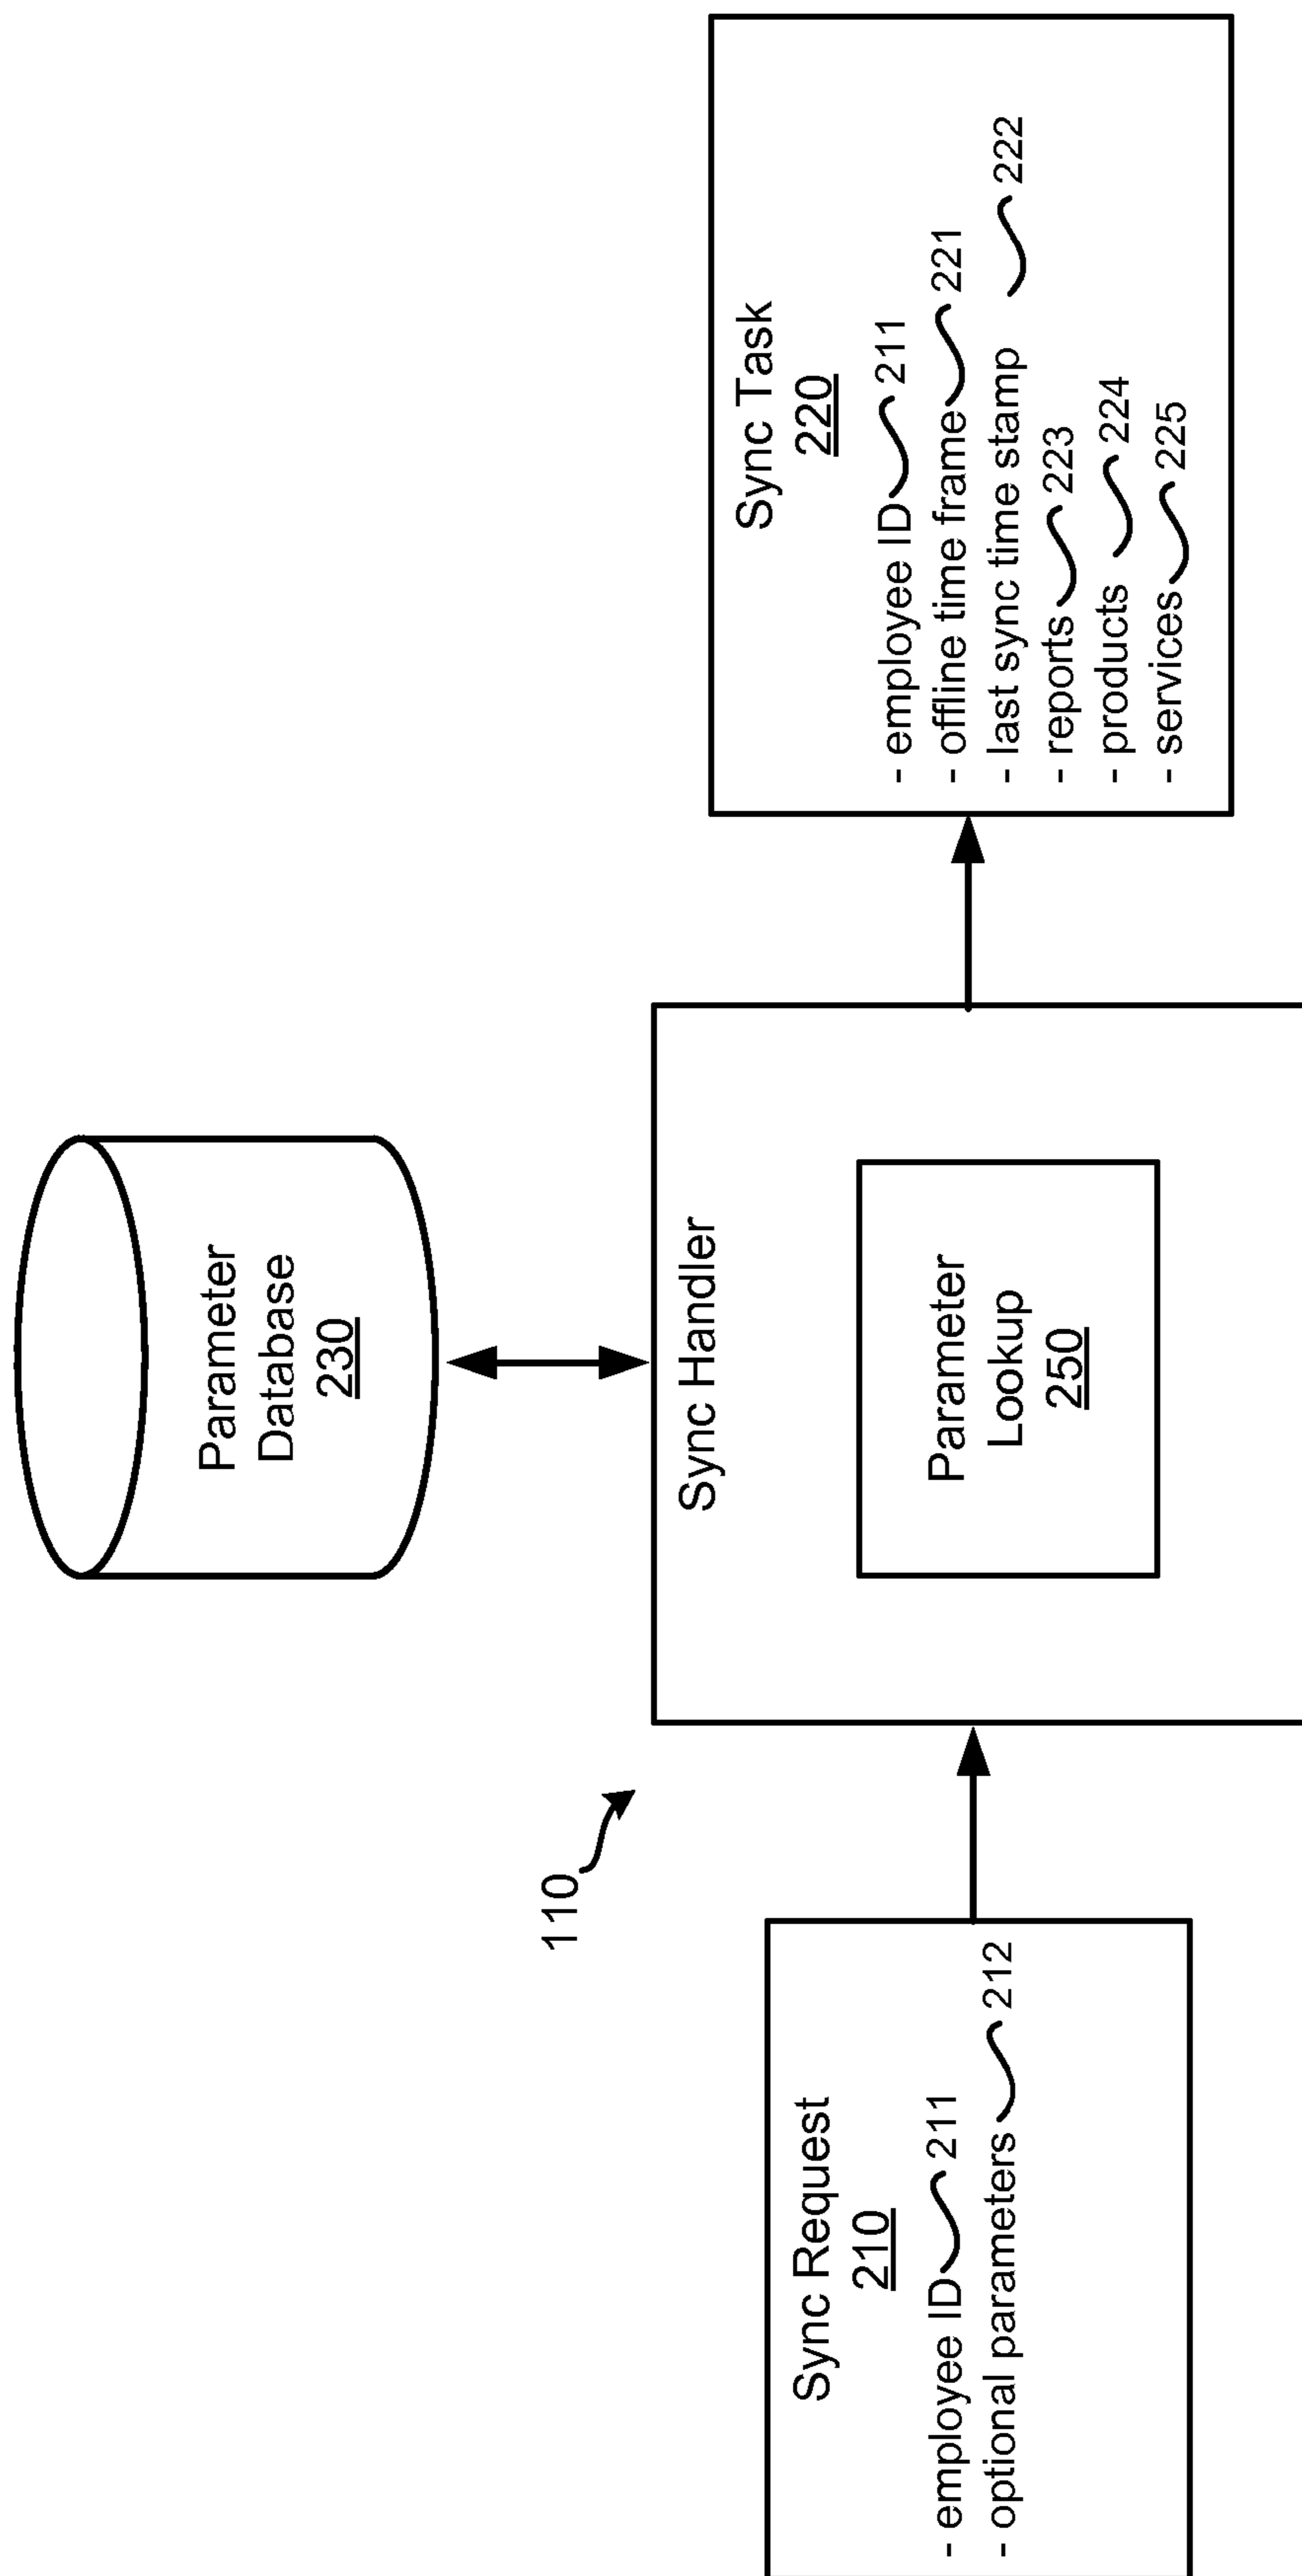 Parameter
Database
230
110
Sync Request
210
- employee ID 211
- optional parameters 212
Sync Handler
Parameter
Lookup
250
Sync Task
220
- employee ID 211
- offline time frame 221
- last sync time stamp 222
- reports 223
- products 224
- services 225